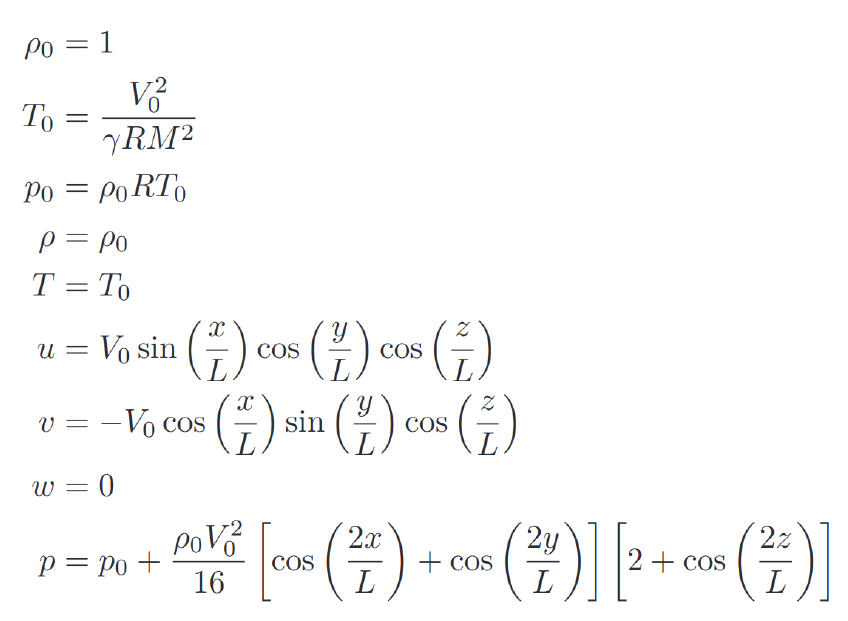 ρ₀ = 1
T₀ = V₀² / (γRM²)
p₀ = ρ₀RT₀
ρ = ρ₀
T = T₀
u = V₀ sin (x/L) cos (y/L) cos (z/L)
v = −V₀ cos (x/L) sin (y/L) cos (z/L)
w = 0
p = p₀ + ρ₀V₀²/16 [cos (2x/L) + cos (2y/L)] [2 + cos (2z/L)]